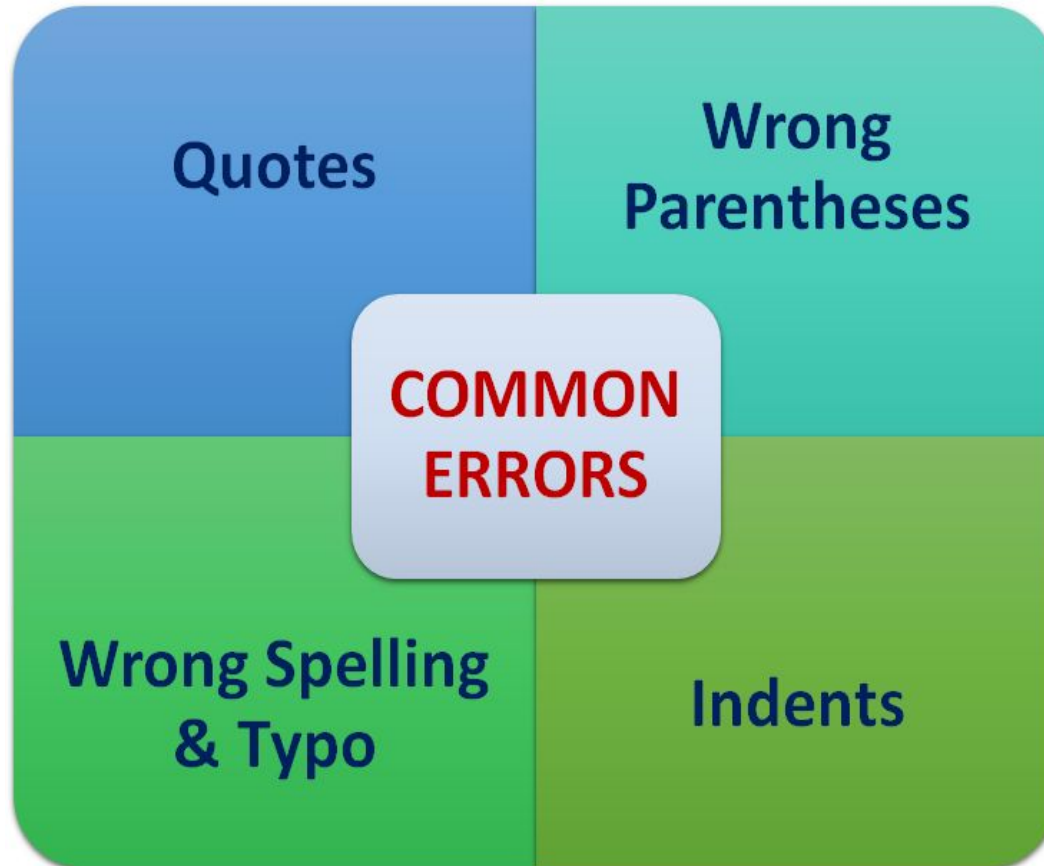 Quotes
Wrong
Parentheses
COMMON
ERRORS
Wrong Spelling
& Typo
Indents